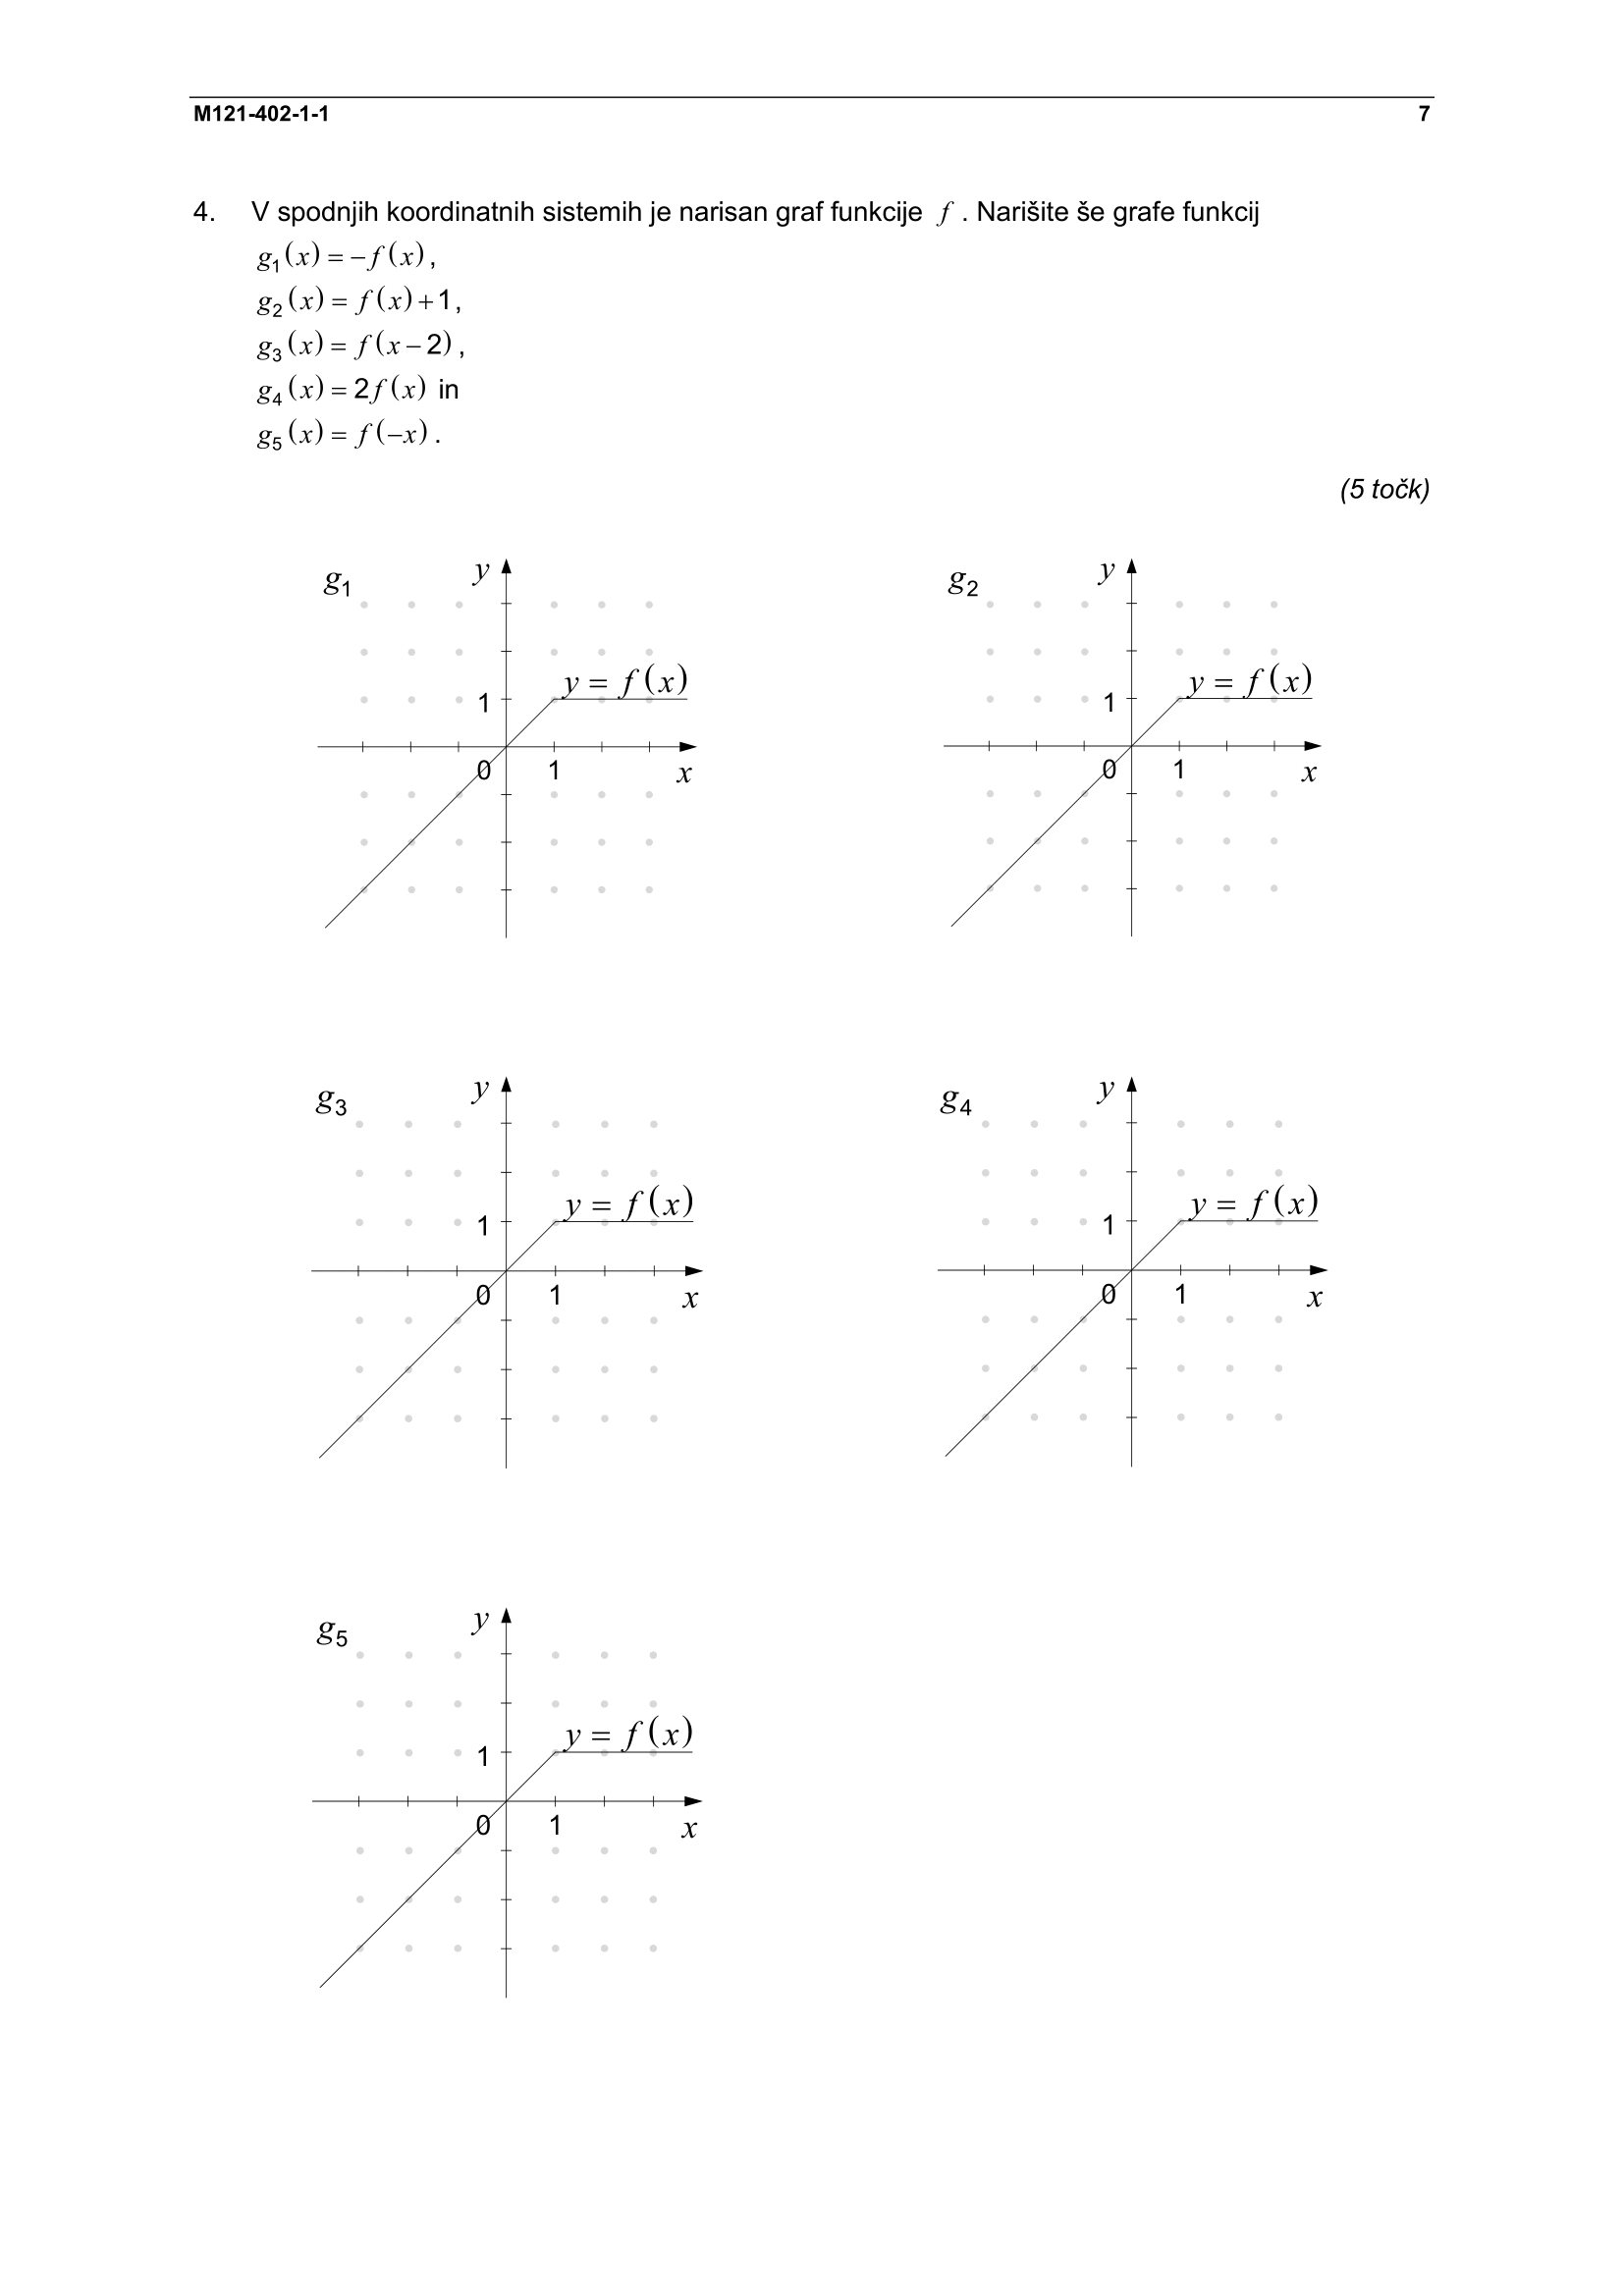 M121-402-1-1 7
4. V spodnjih koordinatnih sistemih je narisan graf funkcije f . Narišite še grafe funkcij
g₁(x) = −f(x),
g₂(x) = f(x)+1,
g₃(x) = f(x−2),
g₄(x) = 2f(x) in
g₅(x) = f(−x).
(5 točk)
g₁ y
y = f(x)
1
0 1 x
g₂ y
y = f(x)
1
0 1 x
g₃ y
y = f(x)
1
0 1 x
g₄ y
y = f(x)
1
0 1 x
g₅ y
y = f(x)
1
0 1 x